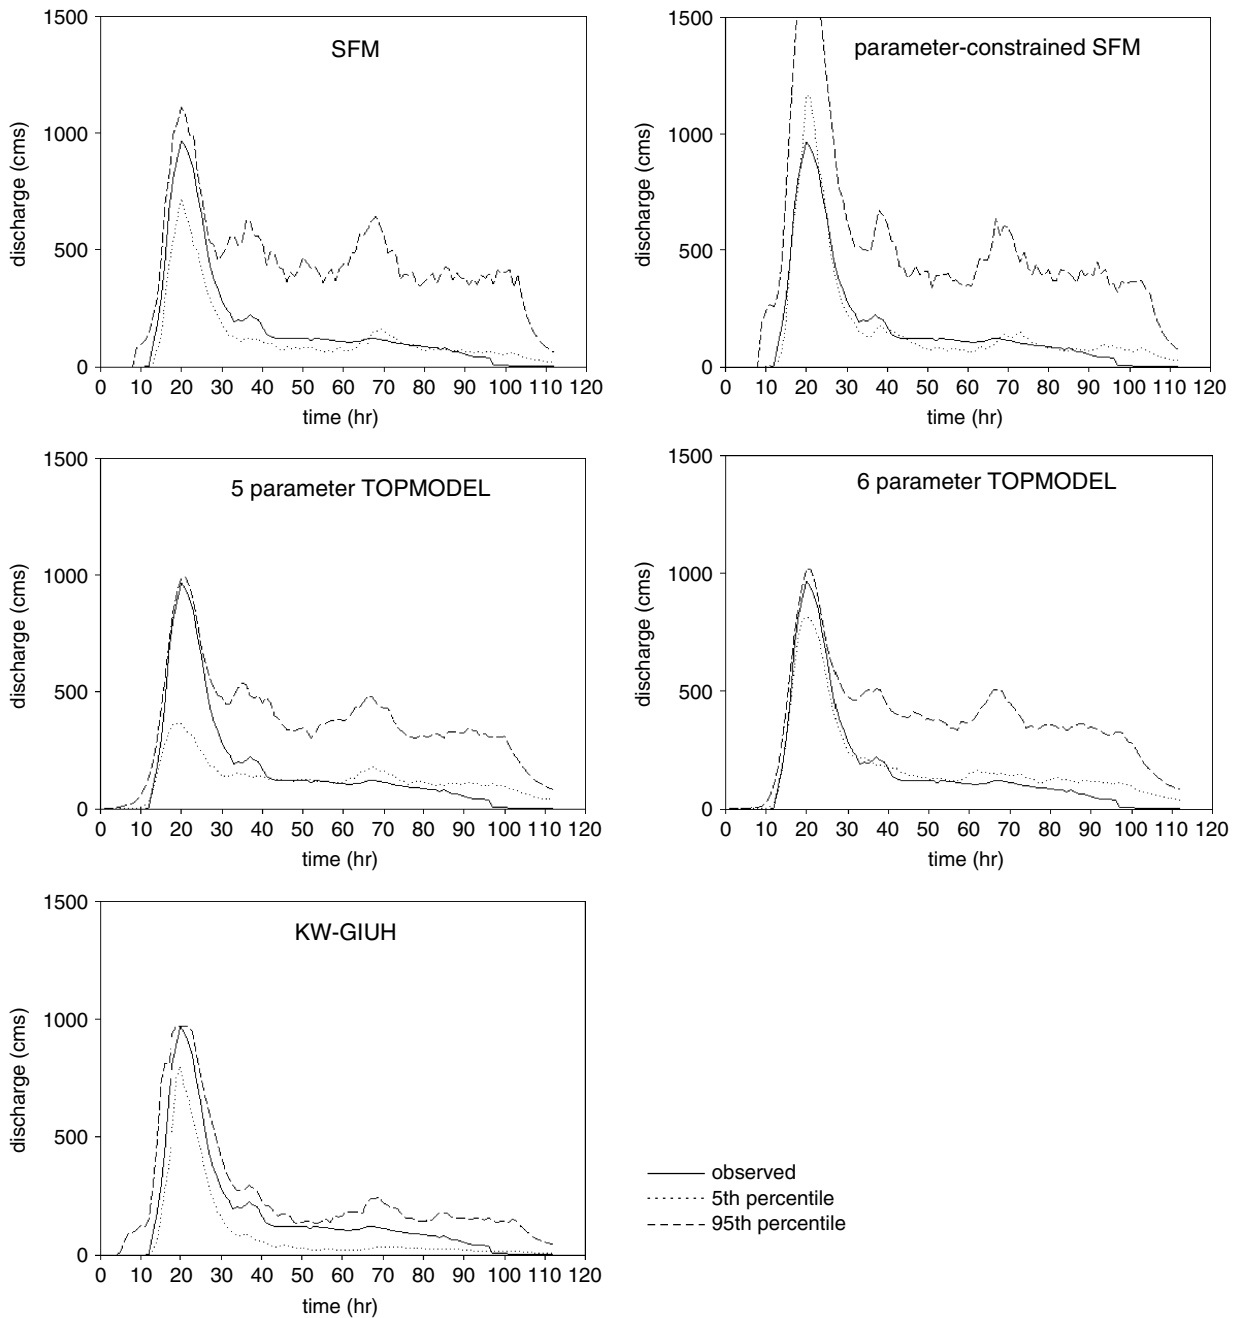 SFM
1500
1000
500
0
discharge (cms)
0 10 20 30 40 50 60 70 80 90 100 110 120
time (hr)
parameter-constrained SFM
1500
1000
500
0
discharge (cms)
0 10 20 30 40 50 60 70 80 90 100 110 120
time (hr)
5 parameter TOPMODEL
1500
1000
500
0
discharge (cms)
0 10 20 30 40 50 60 70 80 90 100 110 120
time (hr)
6 parameter TOPMODEL
1500
1000
500
0
discharge (cms)
0 10 20 30 40 50 60 70 80 90 100 110 120
time (hr)
KW-GIUH
1500
1000
500
0
discharge (cms)
0 10 20 30 40 50 60 70 80 90 100 110 120
time (hr)
observed
5th percentile
95th percentile